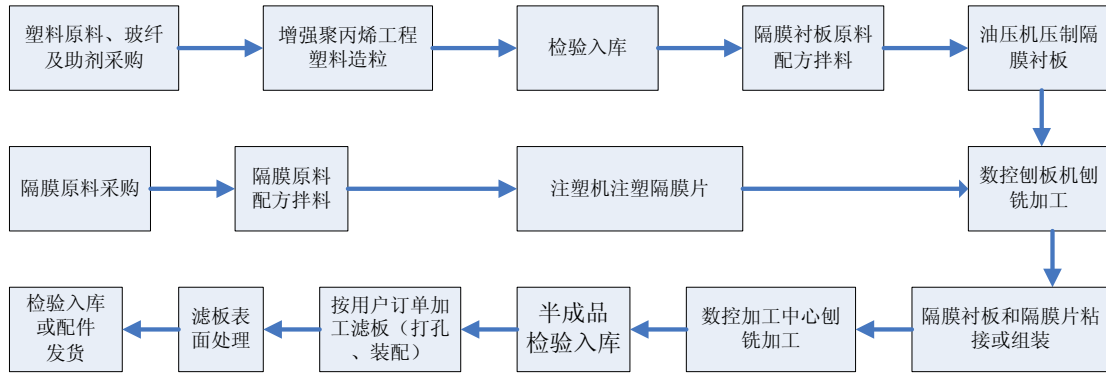 塑料原料、玻纤
及助剂采购
增强聚丙烯工程
塑料造粒
检验入库
隔膜衬板原料
配方拌料
油压机压制隔
膜衬板
隔膜原料采购
隔膜原料
配方拌料
注塑机注塑隔膜片
数控刨板机刨
铣加工
检验入库
或配件
发货
滤板表
面处理
按用户订单加
工滤板（打孔
、装配）
半成品
检验入库
数控加工中心刨
铣加工
隔膜衬板和隔膜片粘
接或组装